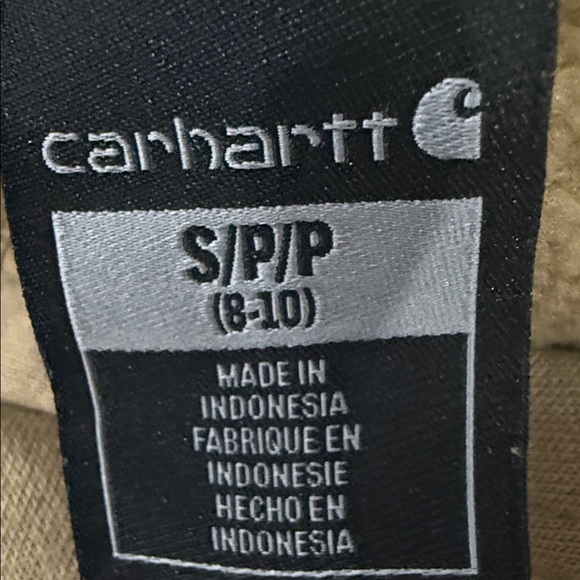 carhartt
S/P/P
(8-10)
MADE IN
INDONESIA
FABRIQUE EN
INDONESIE
HECHO EN
INDONESIA